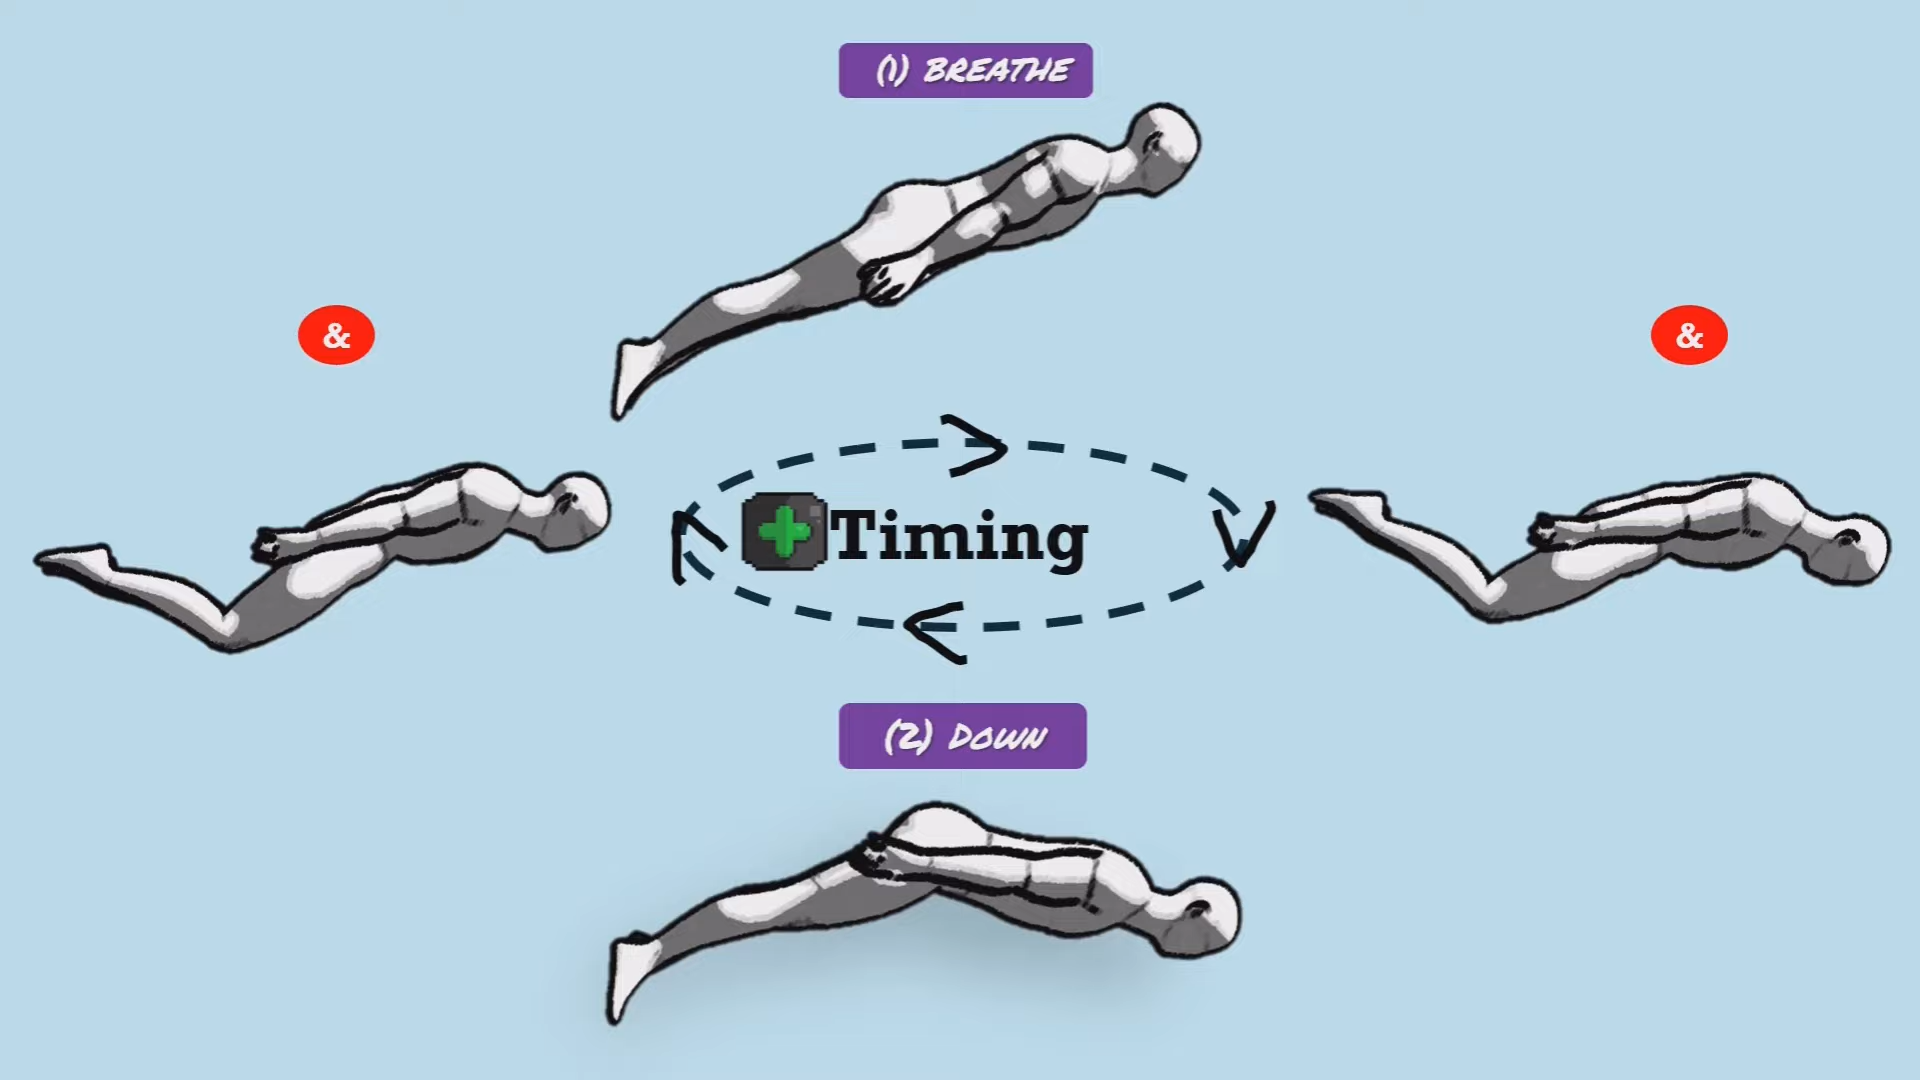 (1) BREATHE
&
&
Timing
(2) DOWN